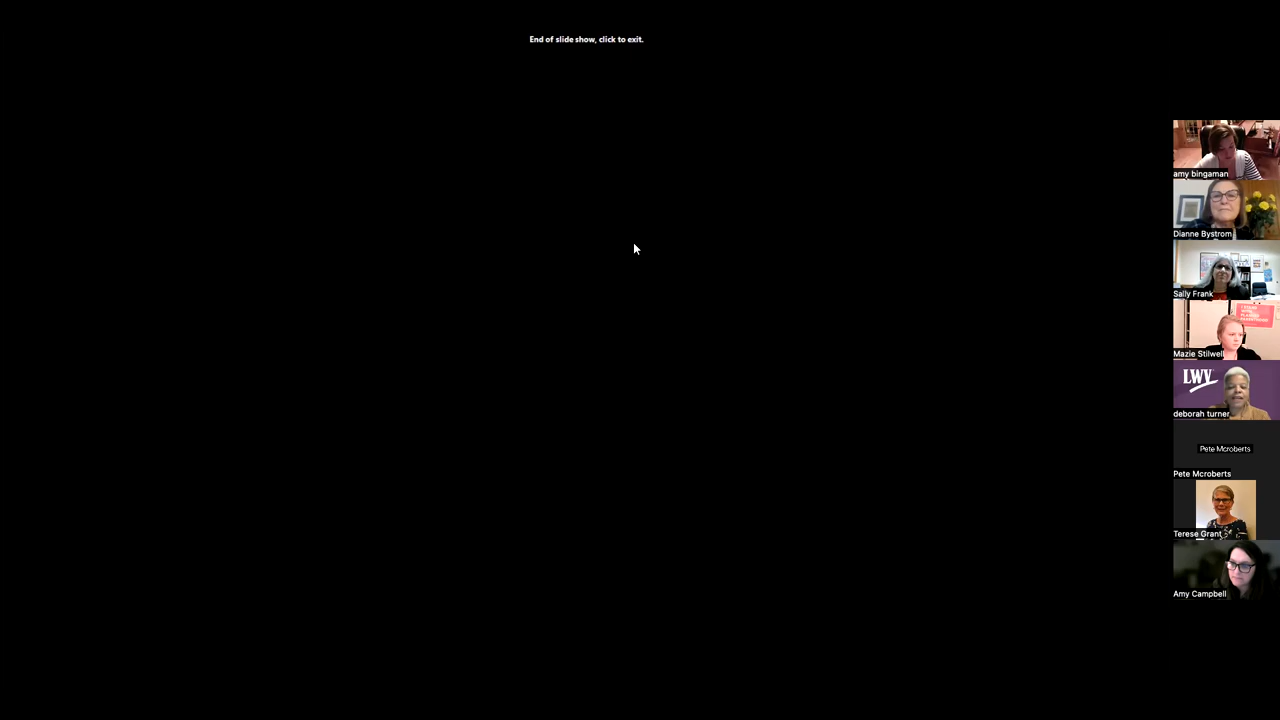 End of slide show, click to exit.
amy bingaman
Dianne Bystrom
Sally Frank
Mazie Stilwell
LWV
deborah turner
Pete Mcroberts
Pete Mcroberts
Terese Grant
Amy Campbell